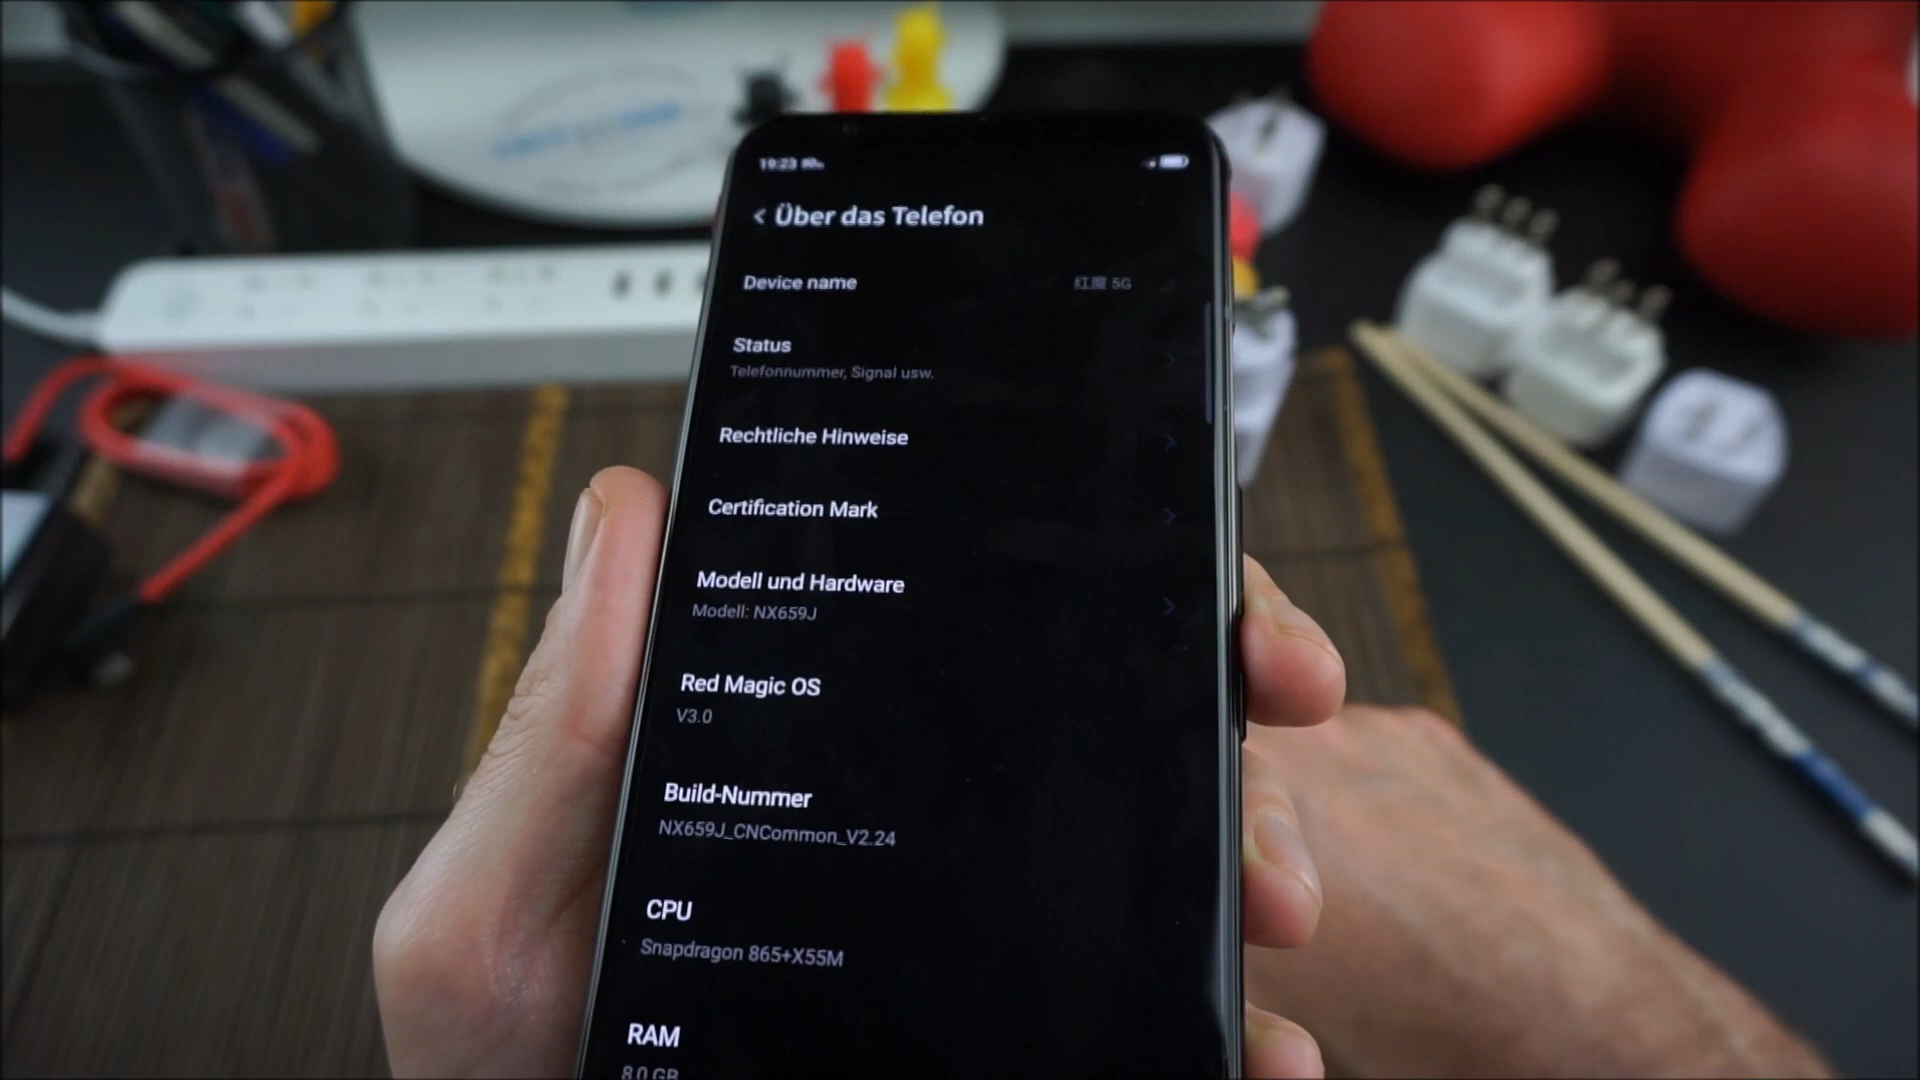 19:23
< Über das Telefon
Device name 红魔 5G
Status
Telefonnummer, Signal usw.
Rechtliche Hinweise
Certification Mark
Modell und Hardware
Modell: NX659J
Red Magic OS
V3.0
Build-Nummer
NX659J_CNCommon_V2.24
CPU
Snapdragon 865+X55M
RAM
8.0 GB